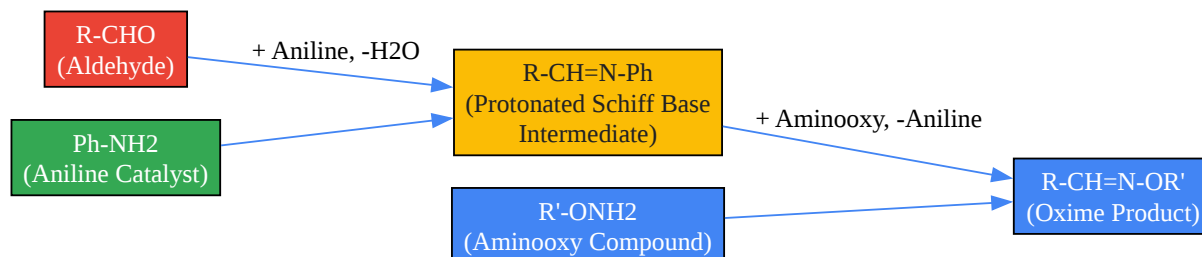 R-CHO
(Aldehyde)
+ Aniline, -H2O
Ph-NH2
(Aniline Catalyst)
R-CH=N-Ph
(Protonated Schiff Base
Intermediate)
+ Aminooxy, -Aniline
R'-ONH2
(Aminooxy Compound)
R-CH=N-OR'
(Oxime Product)